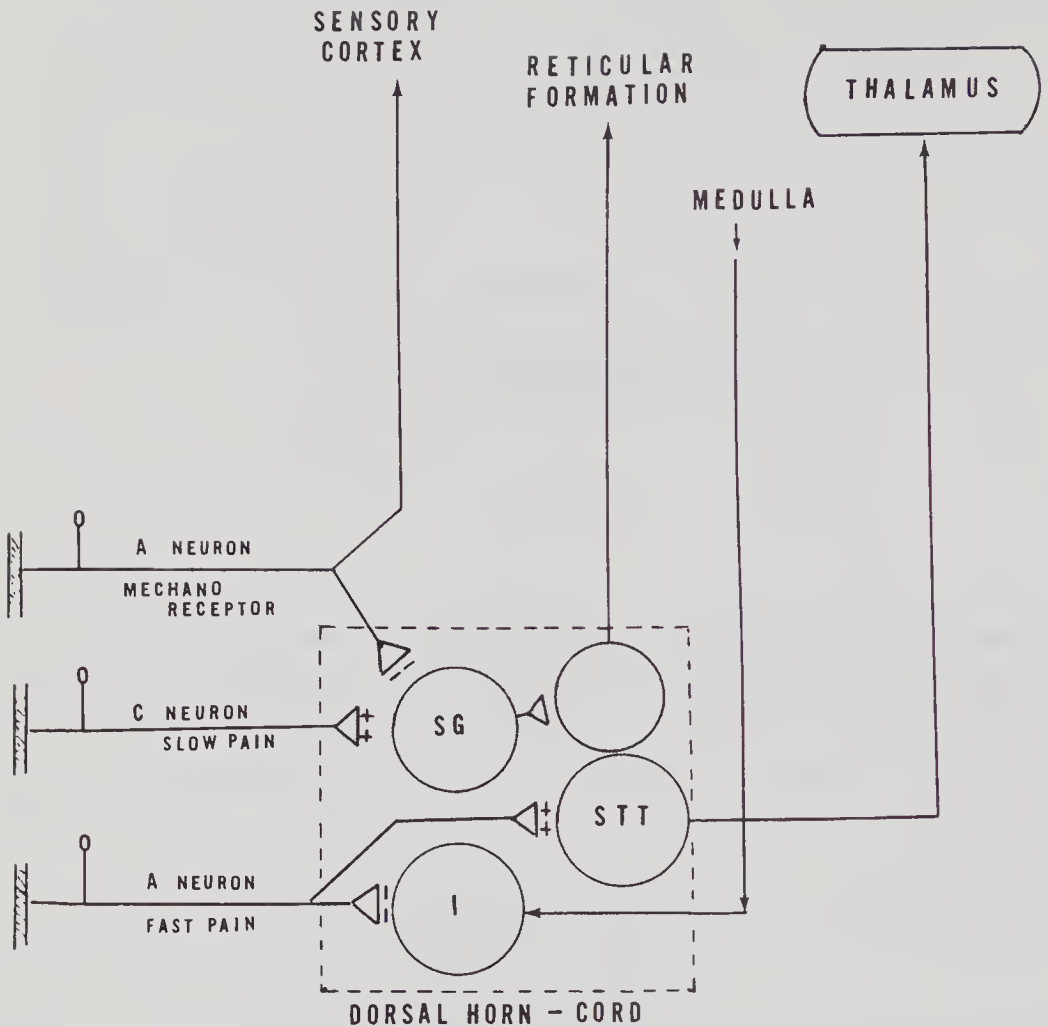 SENSORY
CORTEX
RETICULAR
FORMATION
THALAMUS
MEDULLA
A NEURON
MECHANO
RECEPTOR
C NEURON
SLOW PAIN
A NEURON
FAST PAIN
SG
STT
I
DORSAL HORN - CORD